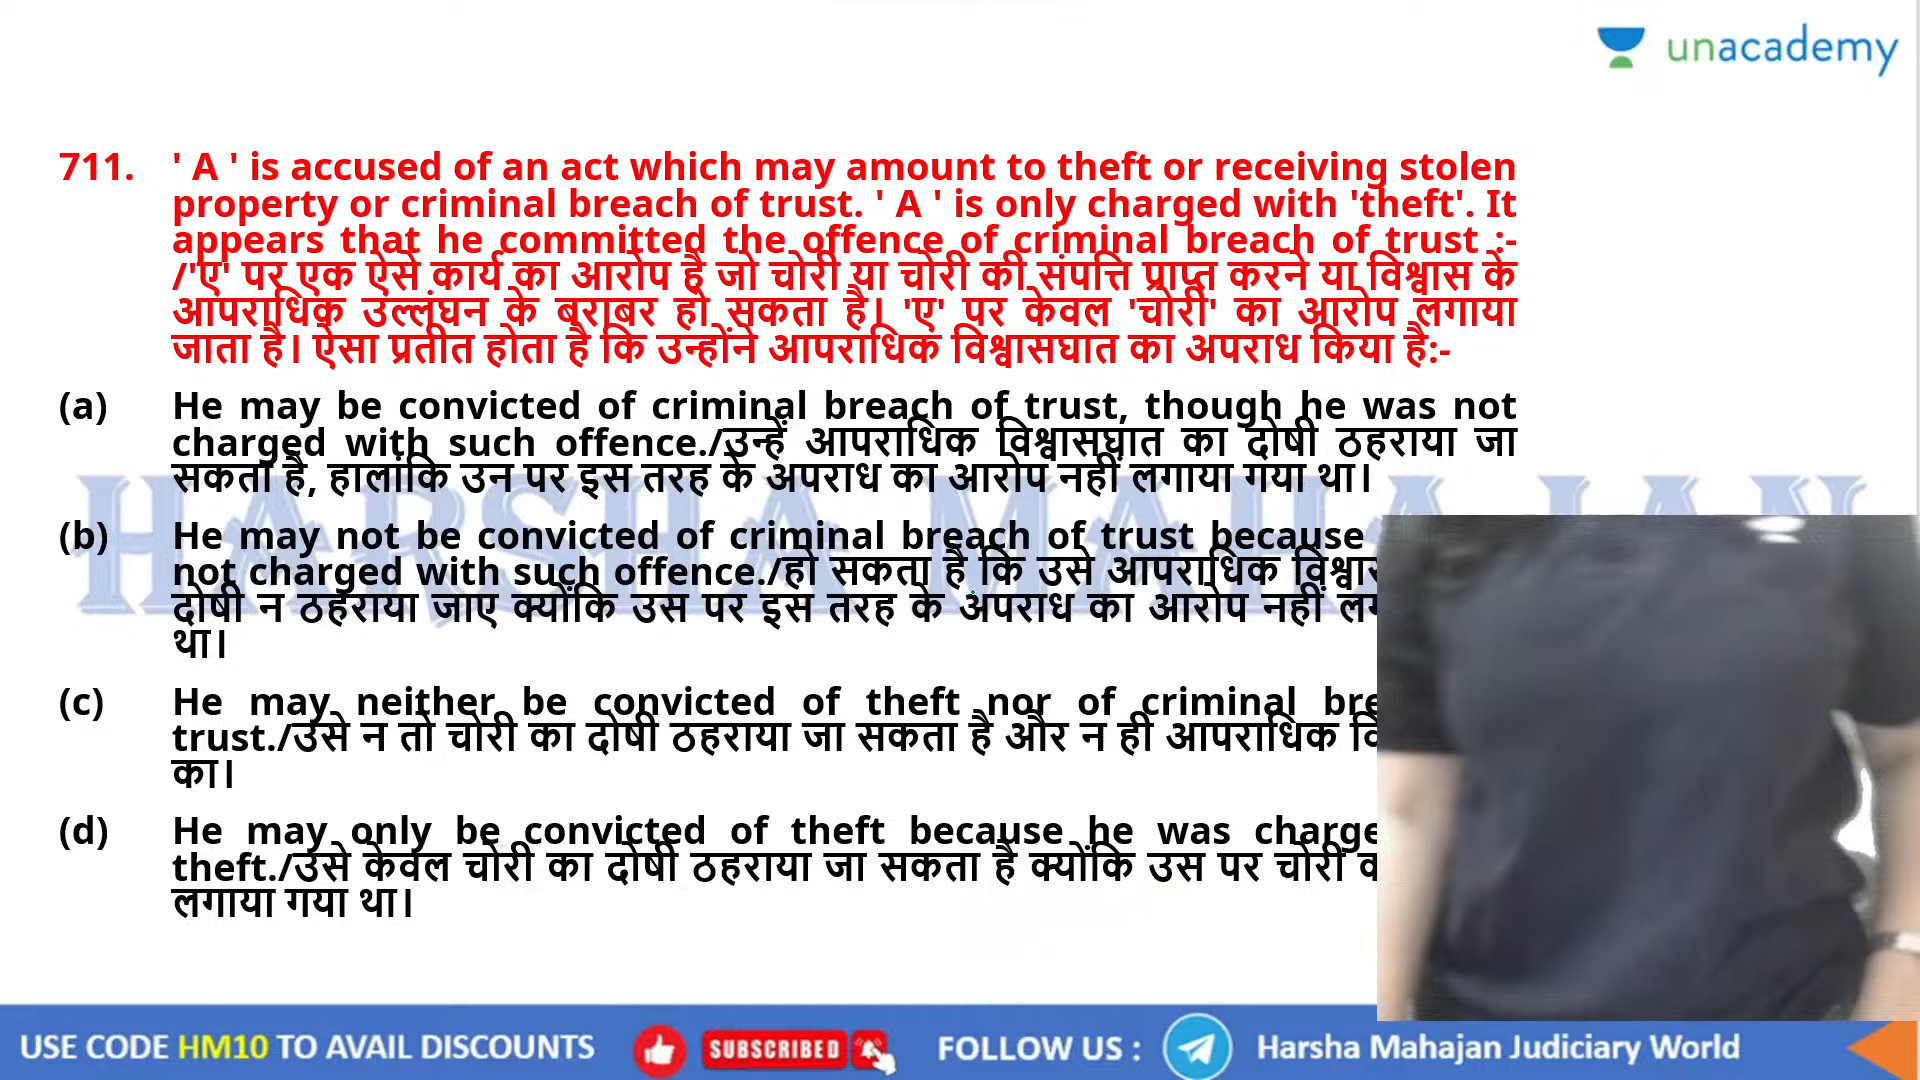 unacademy
711. ' A ' is accused of an act which may amount to theft or receiving stolen
property or criminal breach of trust. ' A ' is only charged with 'theft'. It
appears that he committed the offence of criminal breach of trust :-
/'ए' पर एक ऐसे कार्य का आरोप है जो चोरी या चोरी की संपत्ति प्राप्त करने या विश्वास के
आपराधिक उल्लंघन के बराबर हो सकता है। 'ए' पर केवल 'चोरी' का आरोप लगाया
जाता है। ऐसा प्रतीत होता है कि उन्होंने आपराधिक विश्वासघात का अपराध किया है:-
(a) He may be convicted of criminal breach of trust, though he was not
charged with such offence./उन्हें आपराधिक विश्वासघात का दोषी ठहराया जा
सकता है, हालांकि उन पर इस तरह के अपराध का आरोप नहीं लगाया गया था।
HARSHA MAHAJAN
(b) He may not be convicted of criminal breach of trust because
not charged with such offence./हो सकता है कि उसे आपराधिक
दोषी न ठहराया जाए क्योंकि उस पर इस तरह के अपराध का आरोप नहीं
था।
(c) He may neither be convicted of theft nor of criminal
trust./उसे न तो चोरी का दोषी ठहराया जा सकता है और न ही आपराधिक
का।
(d) He may only be convicted of theft because he was
theft./उसे केवल चोरी का दोषी ठहराया जा सकता है क्योंकि उस पर चोरी
लगाया गया था।
USE CODE HM10 TO AVAIL DISCOUNTS SUBSCRIBED FOLLOW US : Harsha Mahajan Judiciary World